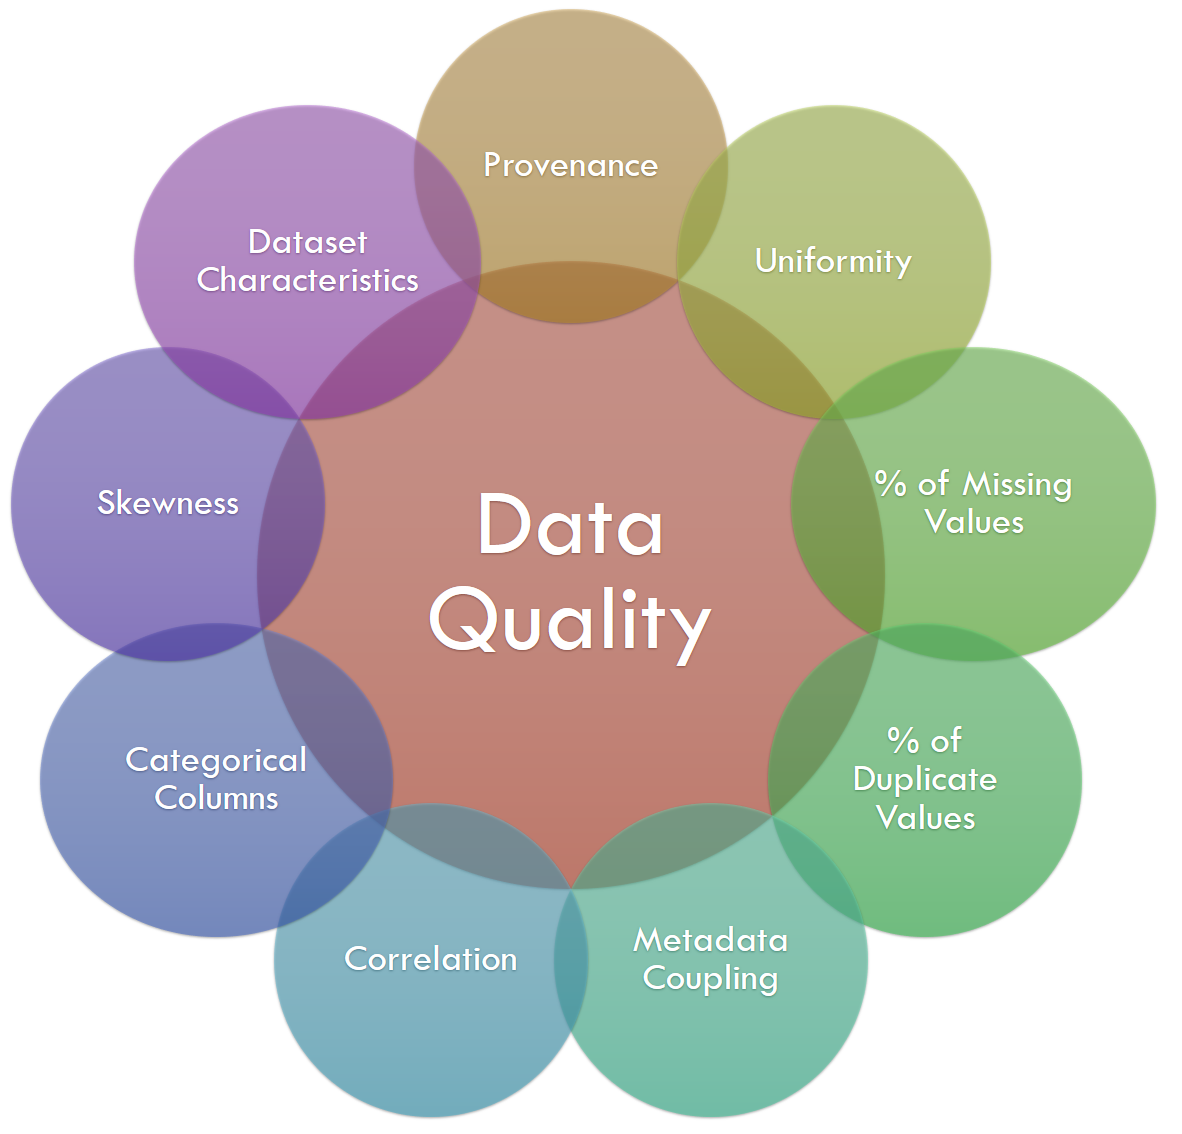 Provenance
Uniformity
% of Missing
Values
% of
Duplicate
Values
Metadata
Coupling
Correlation
Categorical
Columns
Skewness
Dataset
Characteristics
Data
Quality